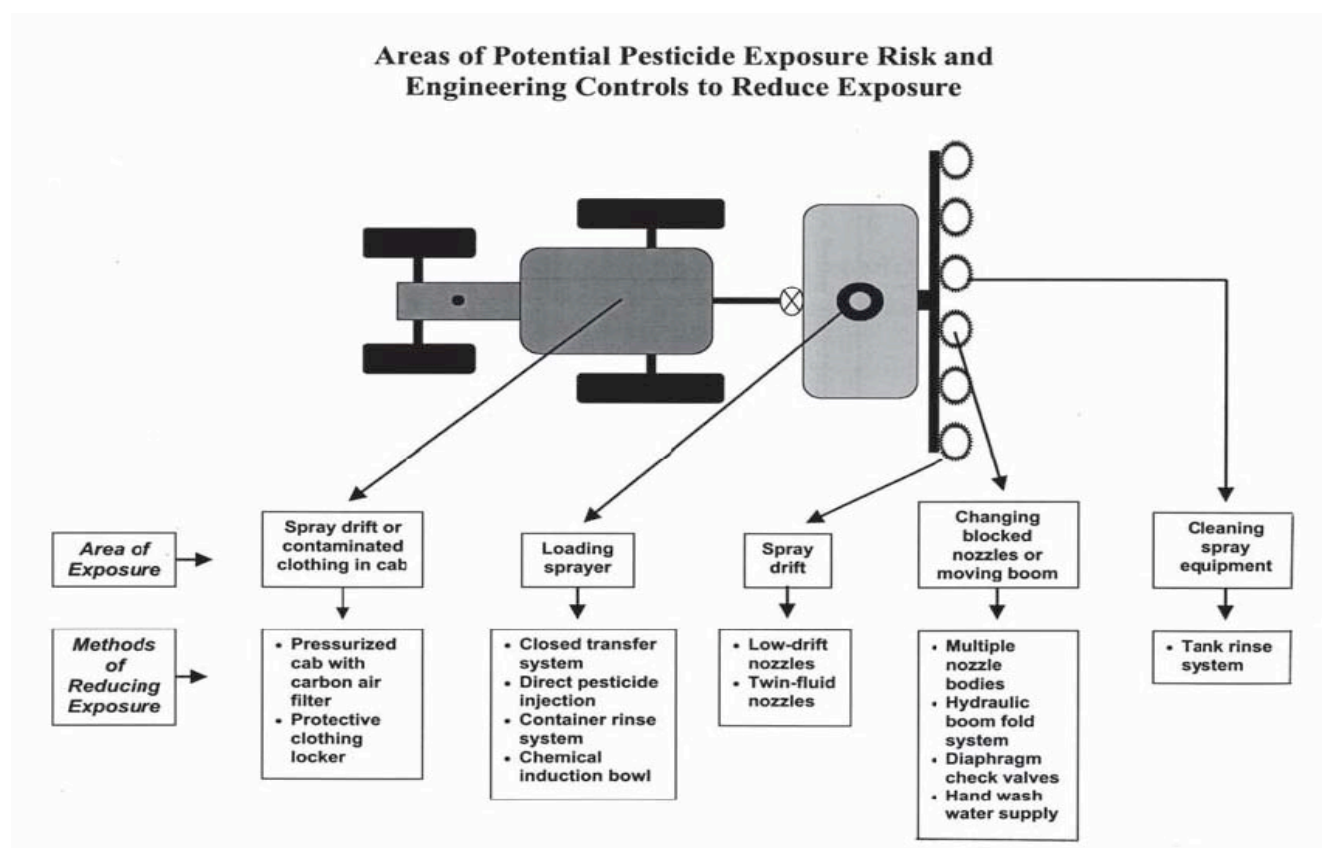 Areas of Potential Pesticide Exposure Risk and
Engineering Controls to Reduce Exposure
Area of
Exposure
Spray drift or
contaminated
clothing in cab
Loading
sprayer
Spray
drift
Changing
blocked
nozzles or
moving boom
Cleaning
spray
equipment
Methods
of
Reducing
Exposure
• Pressurized
cab with
carbon air
filter
• Protective
clothing
locker
• Closed transfer
system
• Direct pesticide
injection
• Container rinse
system
• Chemical
induction bowl
• Low-drift
nozzles
• Twin-fluid
nozzles
• Multiple
nozzle
bodies
• Hydraulic
boom fold
system
• Diaphragm
check valves
• Hand wash
water supply
• Tank rinse
system